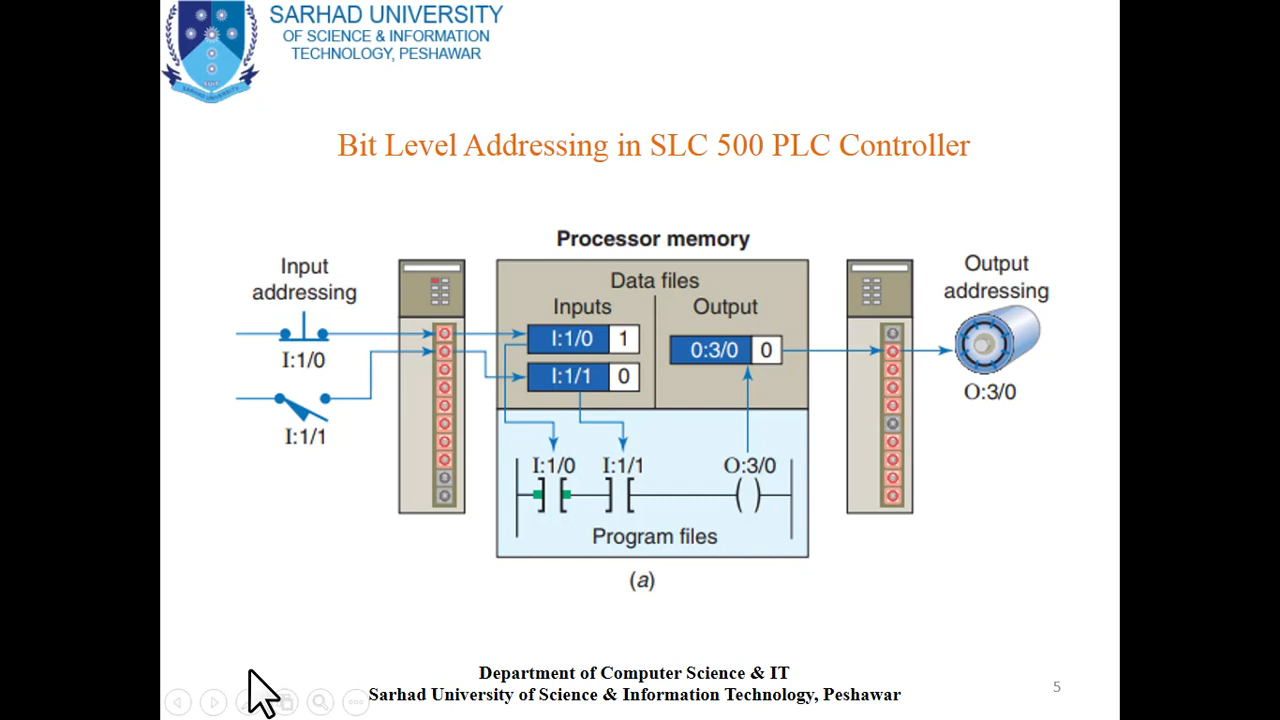 SARHAD UNIVERSITY
OF SCIENCE & INFORMATION
TECHNOLOGY, PESHAWAR
Bit Level Addressing in SLC 500 PLC Controller
Processor memory
Input
addressing
I:1/0
I:1/1
Data files
Inputs
Output
I:1/0 1
I:1/1 0
0:3/0 0
Output
addressing
O:3/0
I:1/0 I:1/1 O:3/0
Program files
(a)
Department of Computer Science & IT
Sarhad University of Science & Information Technology, Peshawar
5